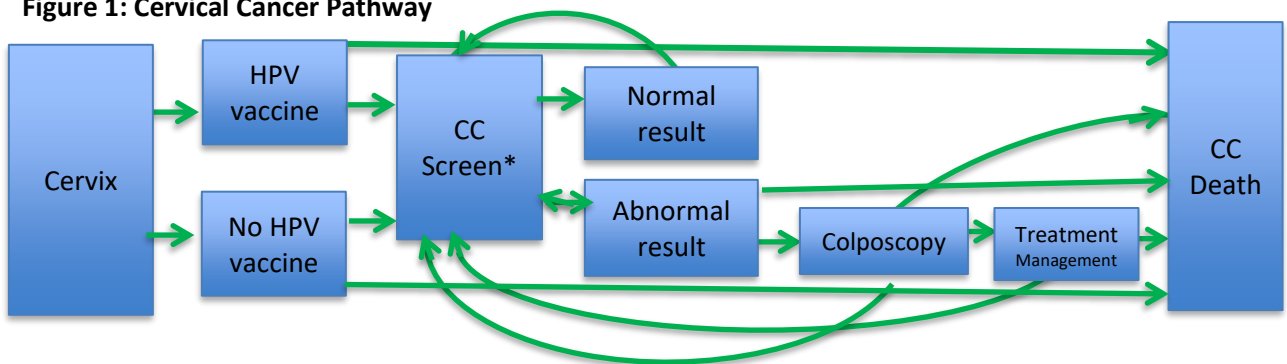 Figure 1: Cervical Cancer Pathway
Cervix
HPV
vaccine
No HPV
vaccine
CC
Screen*
Normal
result
Abnormal
result
Colposcopy
Treatment
Management
CC
Death